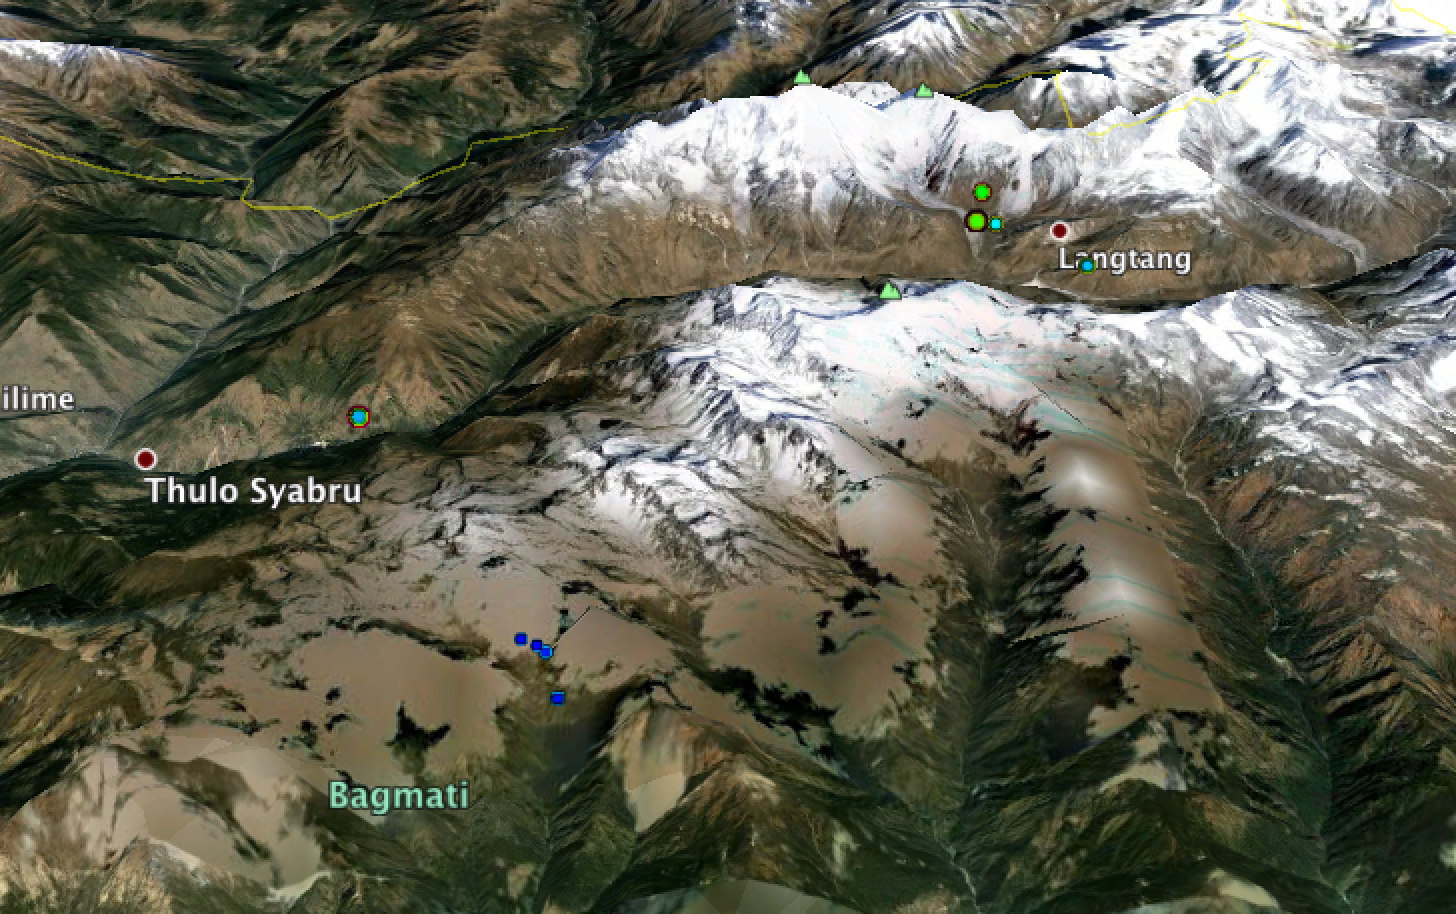 Langtang
ilime
Thulo Syabru
Bagmati